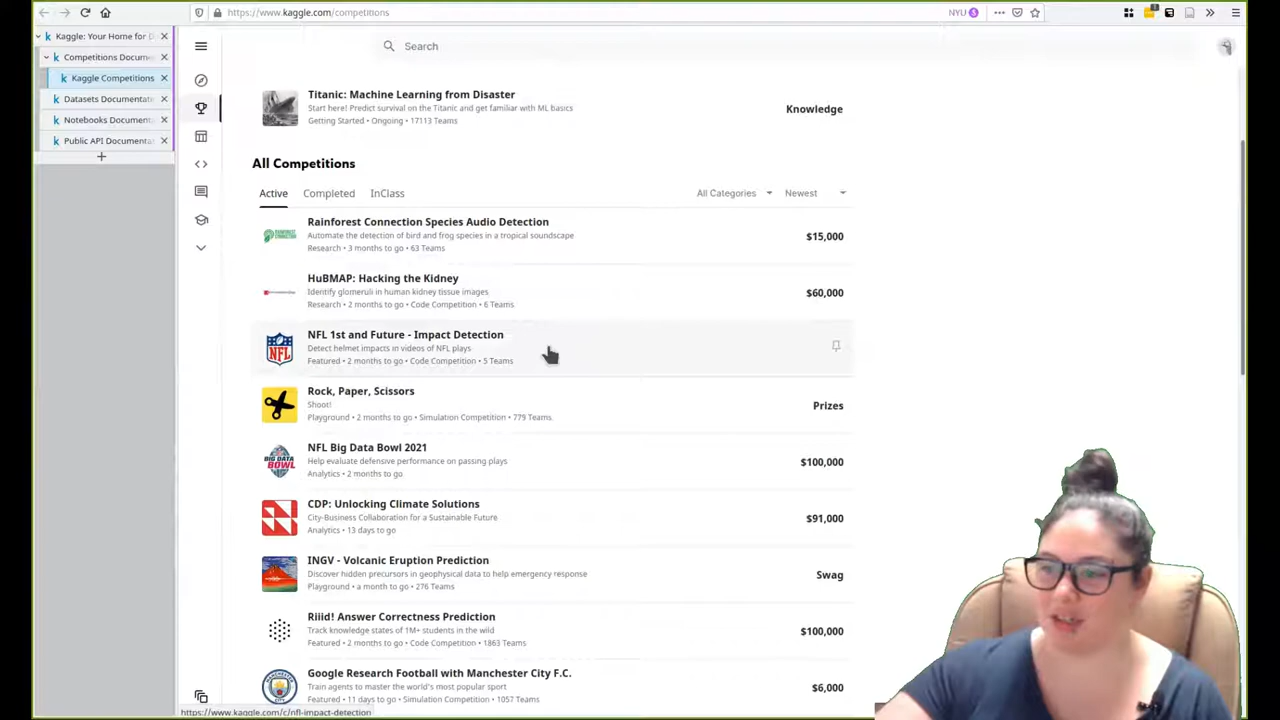 https://www.kaggle.com/competitions
NYU
Kaggle: Your Home for D
Competitions Docume
Kaggle Competitions
Datasets Documentat
Notebooks Documen
Public API Documenta
Search
Titanic: Machine Learning from Disaster
Start here! Predict survival on the Titanic and get familiar with ML basics
Getting Started • Ongoing • 17113 Teams
Knowledge
All Competitions
Active Completed InClass All Categories Newest
Rainforest Connection Species Audio Detection
Automate the detection of bird and frog species in a tropical soundscape
Research • 3 months to go • 63 Teams
$15,000
HuBMAP: Hacking the Kidney
Identify glomeruli in human kidney tissue images
Research • 2 months to go • Code Competition • 6 Teams
$60,000
NFL
NFL 1st and Future - Impact Detection
Detect helmet impacts in videos of NFL plays
Featured • 2 months to go • Code Competition • 5 Teams
Rock, Paper, Scissors
Shoot!
Playground • 2 months to go • Simulation Competition • 779 Teams
Prizes
BIG DATA BOWL
NFL Big Data Bowl 2021
Help evaluate defensive performance on passing plays
Analytics • 2 months to go
$100,000
CDP: Unlocking Climate Solutions
City-Business Collaboration for a Sustainable Future
Analytics • 13 days to go
$91,000
INGV - Volcanic Eruption Prediction
Discover hidden precursors in geophysical data to help emergency response
Playground • a month to go • 276 Teams
Swag
Riiid! Answer Correctness Prediction
Track knowledge states of 1M+ students in the wild
Featured • 2 months to go • Code Competition • 1863 Teams
$100,000
Google Research Football with Manchester City F.C.
Train agents to master the world's most popular sport
Featured • 11 days to go • Simulation Competition • 1057 Teams
$6,000
https://www.kaggle.com/c/nfl-impact-detection